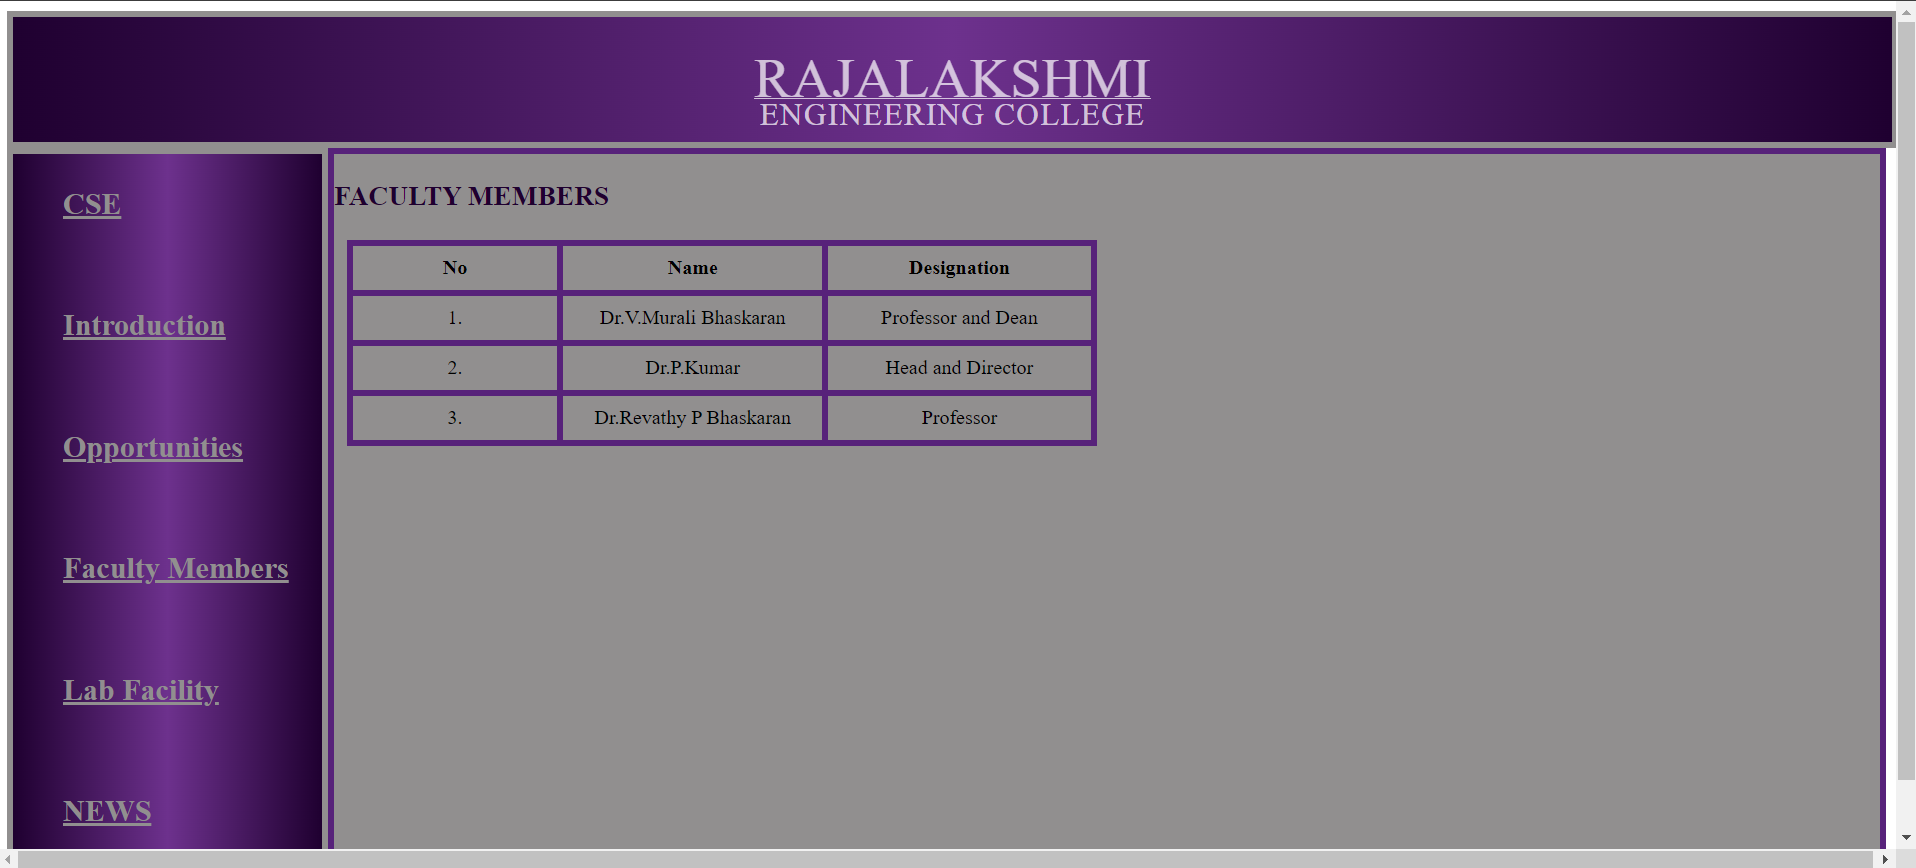 RAJALAKSHMI
ENGINEERING COLLEGE
CSE
Introduction
Opportunities
Faculty Members
Lab Facility
NEWS
FACULTY MEMBERS
No Name Designation
1. Dr.V.Murali Bhaskaran Professor and Dean
2. Dr.P.Kumar Head and Director
3. Dr.Revathy P Bhaskaran Professor